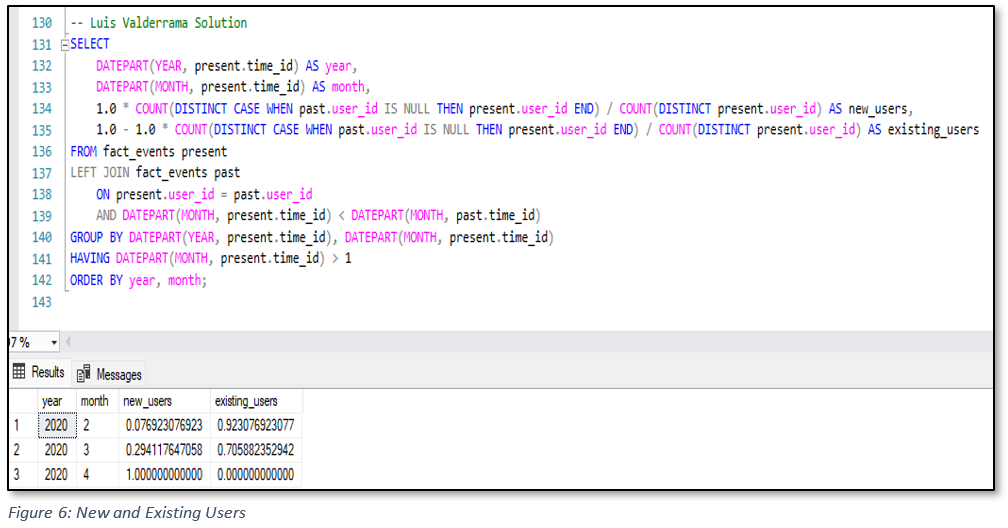 130 -- Luis Valderrama Solution
131 SELECT
132 DATEPART(YEAR, present.time_id) AS year,
133 DATEPART(MONTH, present.time_id) AS month,
134 1.0 * COUNT(DISTINCT CASE WHEN past.user_id IS NULL THEN present.user_id END) / COUNT(DISTINCT present.user_id) AS new_users,
135 1.0 - 1.0 * COUNT(DISTINCT CASE WHEN past.user_id IS NULL THEN present.user_id END) / COUNT(DISTINCT present.user_id) AS existing_users
136 FROM fact_events present
137 LEFT JOIN fact_events past
138 ON present.user_id = past.user_id
139 AND DATEPART(MONTH, present.time_id) < DATEPART(MONTH, past.time_id)
140 GROUP BY DATEPART(YEAR, present.time_id), DATEPART(MONTH, present.time_id)
141 HAVING DATEPART(MONTH, present.time_id) > 1
142 ORDER BY year, month;
143
97 %
Results Messages
year month new_users existing_users
1 2020 2 0.076923076923 0.923076923077
2 2020 3 0.294117647058 0.705882352942
3 2020 4 1.000000000000 0.000000000000
Figure 6: New and Existing Users